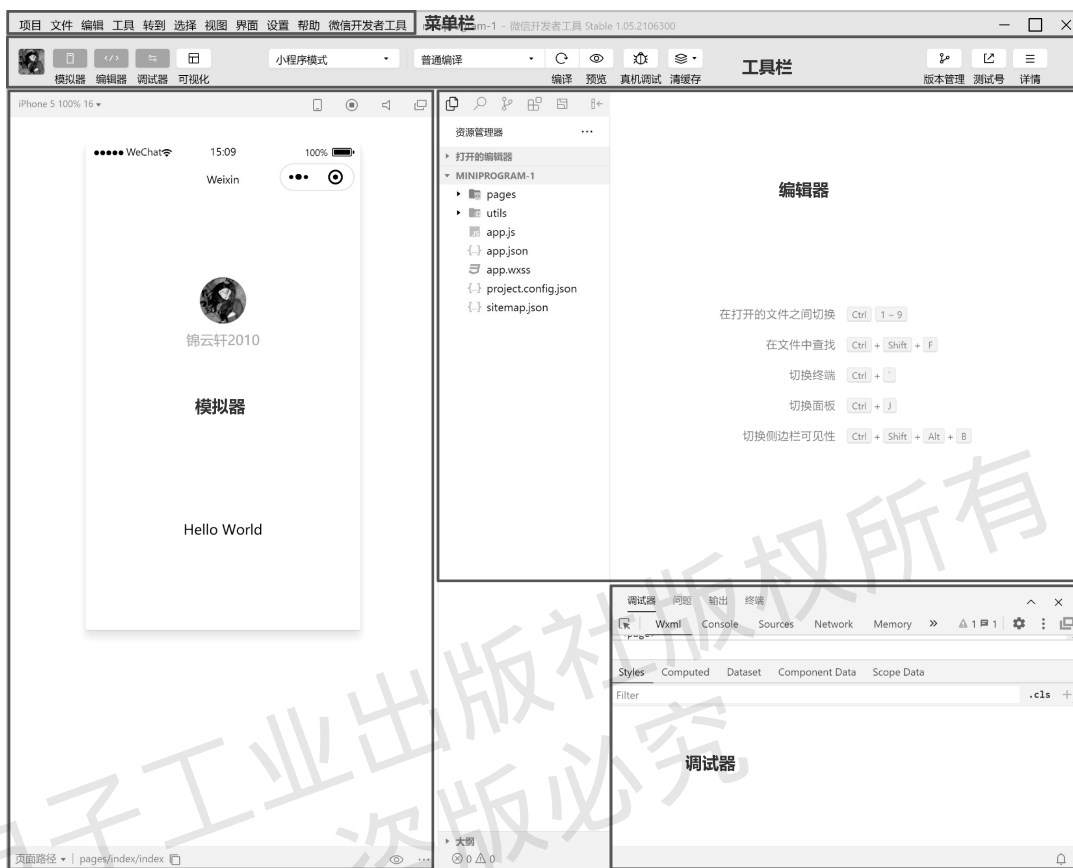 项目 文件 编辑 工具 转到 选择 视图 界面 设置 帮助 微信开发者工具 菜单栏 m-1 - 微信开发者工具 Stable 1.05.2106300
小程序模式 普通编译
模拟器 编辑器 调试器 可视化 编译 预览 真机调试 清缓存 工具栏 版本管理 测试号 详情
iPhone 5 100% 16
WeChat 15:09 100%
Weixin
锦云轩2010
模拟器
Hello World
页面路径 | pages/index/index
资源管理器 ...
打开的编辑器
MINIPROGRAM-1
pages
utils
JS app.js
{..} app.json
app.wxss
{..} project.config.json
{..} sitemap.json
大纲
0 0
编辑器
在打开的文件之间切换 Ctrl 1 ~ 9
在文件中查找 Ctrl + Shift + F
切换终端 Ctrl + `
切换面板 Ctrl + J
切换侧边栏可见性 Ctrl + Shift + Alt + B
调试器 问题 输出 终端
Wxml Console Sources Network Memory » 1 1
Styles Computed Dataset Component Data Scope Data
Filter .cls +
调试器
电子工业出版社版权所有
盗版必究